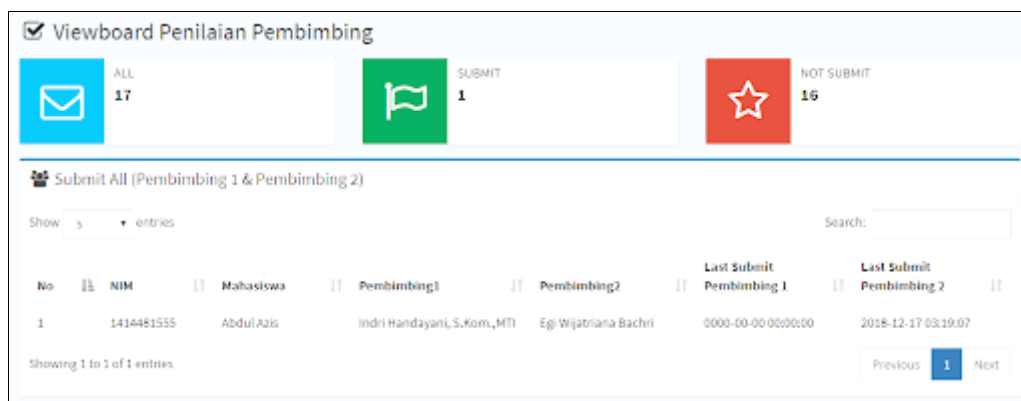 Viewboard Penilaian Pembimbing
ALL
17
SUBMIT
1
NOT SUBMIT
16
Submit All (Pembimbing 1 & Pembimbing 2)
Show 5 entries
Search:
No NIM Mahasiswa Pembimbing1 Pembimbing2 Last Submit Pembimbing 1 Last Submit Pembimbing 2
1 1414481555 Abdul Azis Indri Handayani, S.Kom.,MTI Egi Wijatriana Bachri 0000-00-00 00:00:00 2018-12-17 03:19:07
Showing 1 to 1 of 1 entries
Previous 1 Next